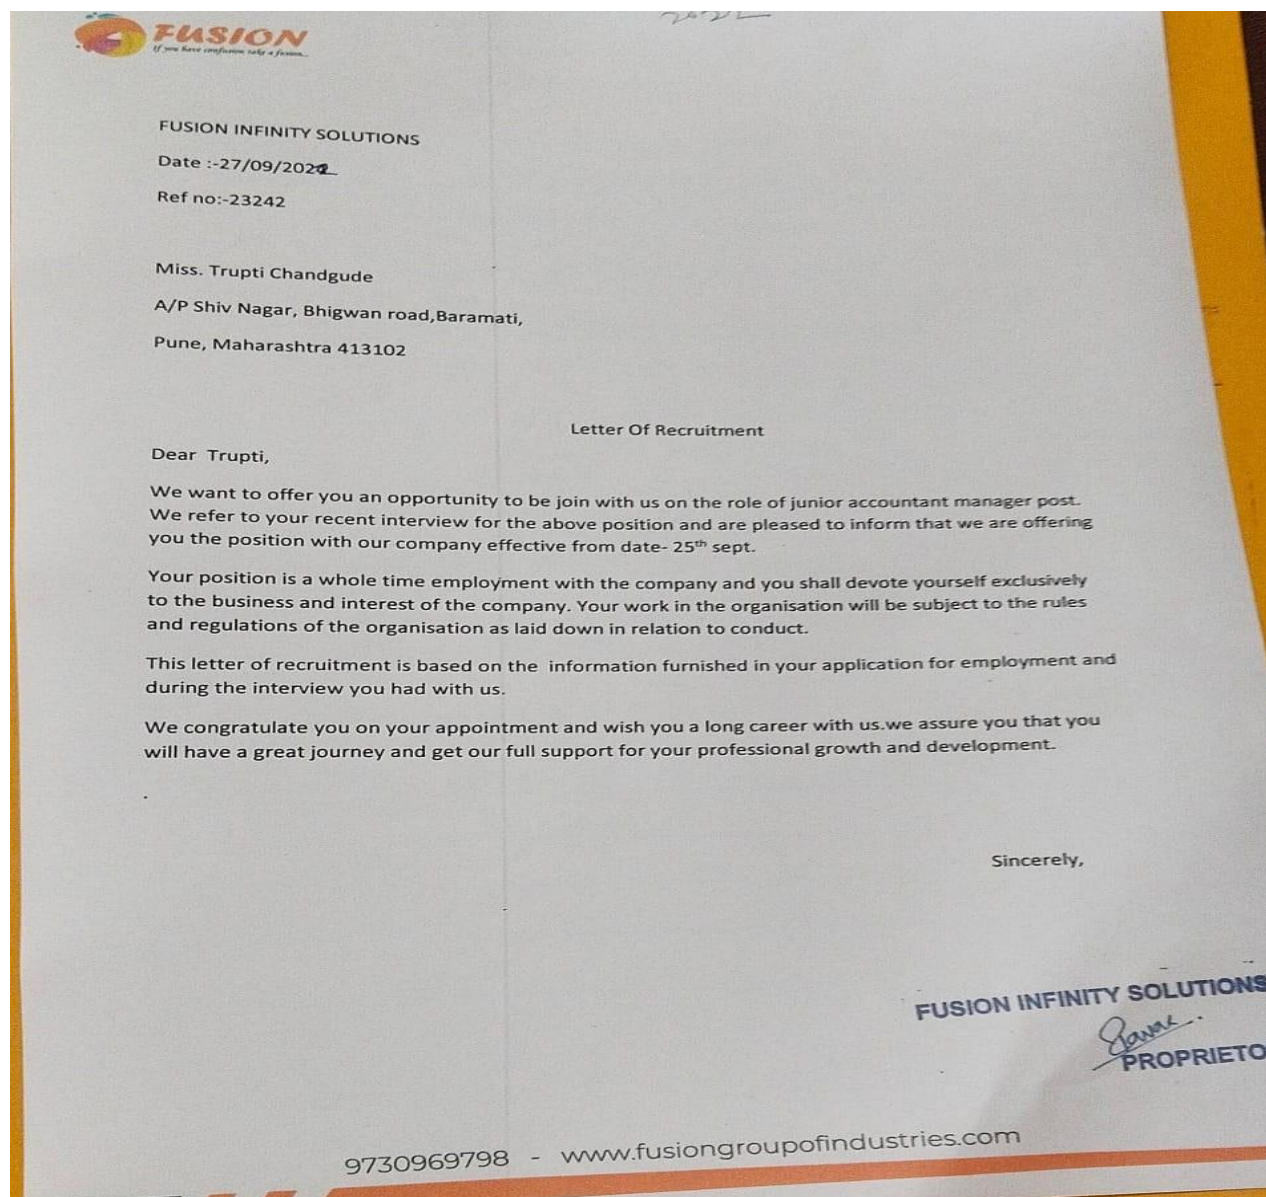 2022
FUSION
If you have confusion take a fusion...
FUSION INFINITY SOLUTIONS
Date :-27/09/2022
Ref no:-23242
Miss. Trupti Chandgude
A/P Shiv Nagar, Bhigwan road,Baramati,
Pune, Maharashtra 413102
Letter Of Recruitment
Dear  Trupti,
We want to offer you an opportunity to be join with us on the role of junior accountant manager post.
We refer to your recent interview for the above position and are pleased to inform that we are offering
you the position with our company effective from date- 25th sept.
Your position is a whole time employment with the company and you shall devote yourself exclusively
to the business and interest of the company. Your work in the organisation will be subject to the rules
and regulations of the organisation as laid down in relation to conduct.
This letter of recruitment is based on the  information furnished in your application for employment and
during the interview you had with us.
We congratulate you on your appointment and wish you a long career with us.we assure you that you
will have a great journey and get our full support for your professional growth and development.
.
Sincerely,
FUSION INFINITY SOLUTIONS
PROPRIETO
9730969798 - www.fusiongroupofindustries.com